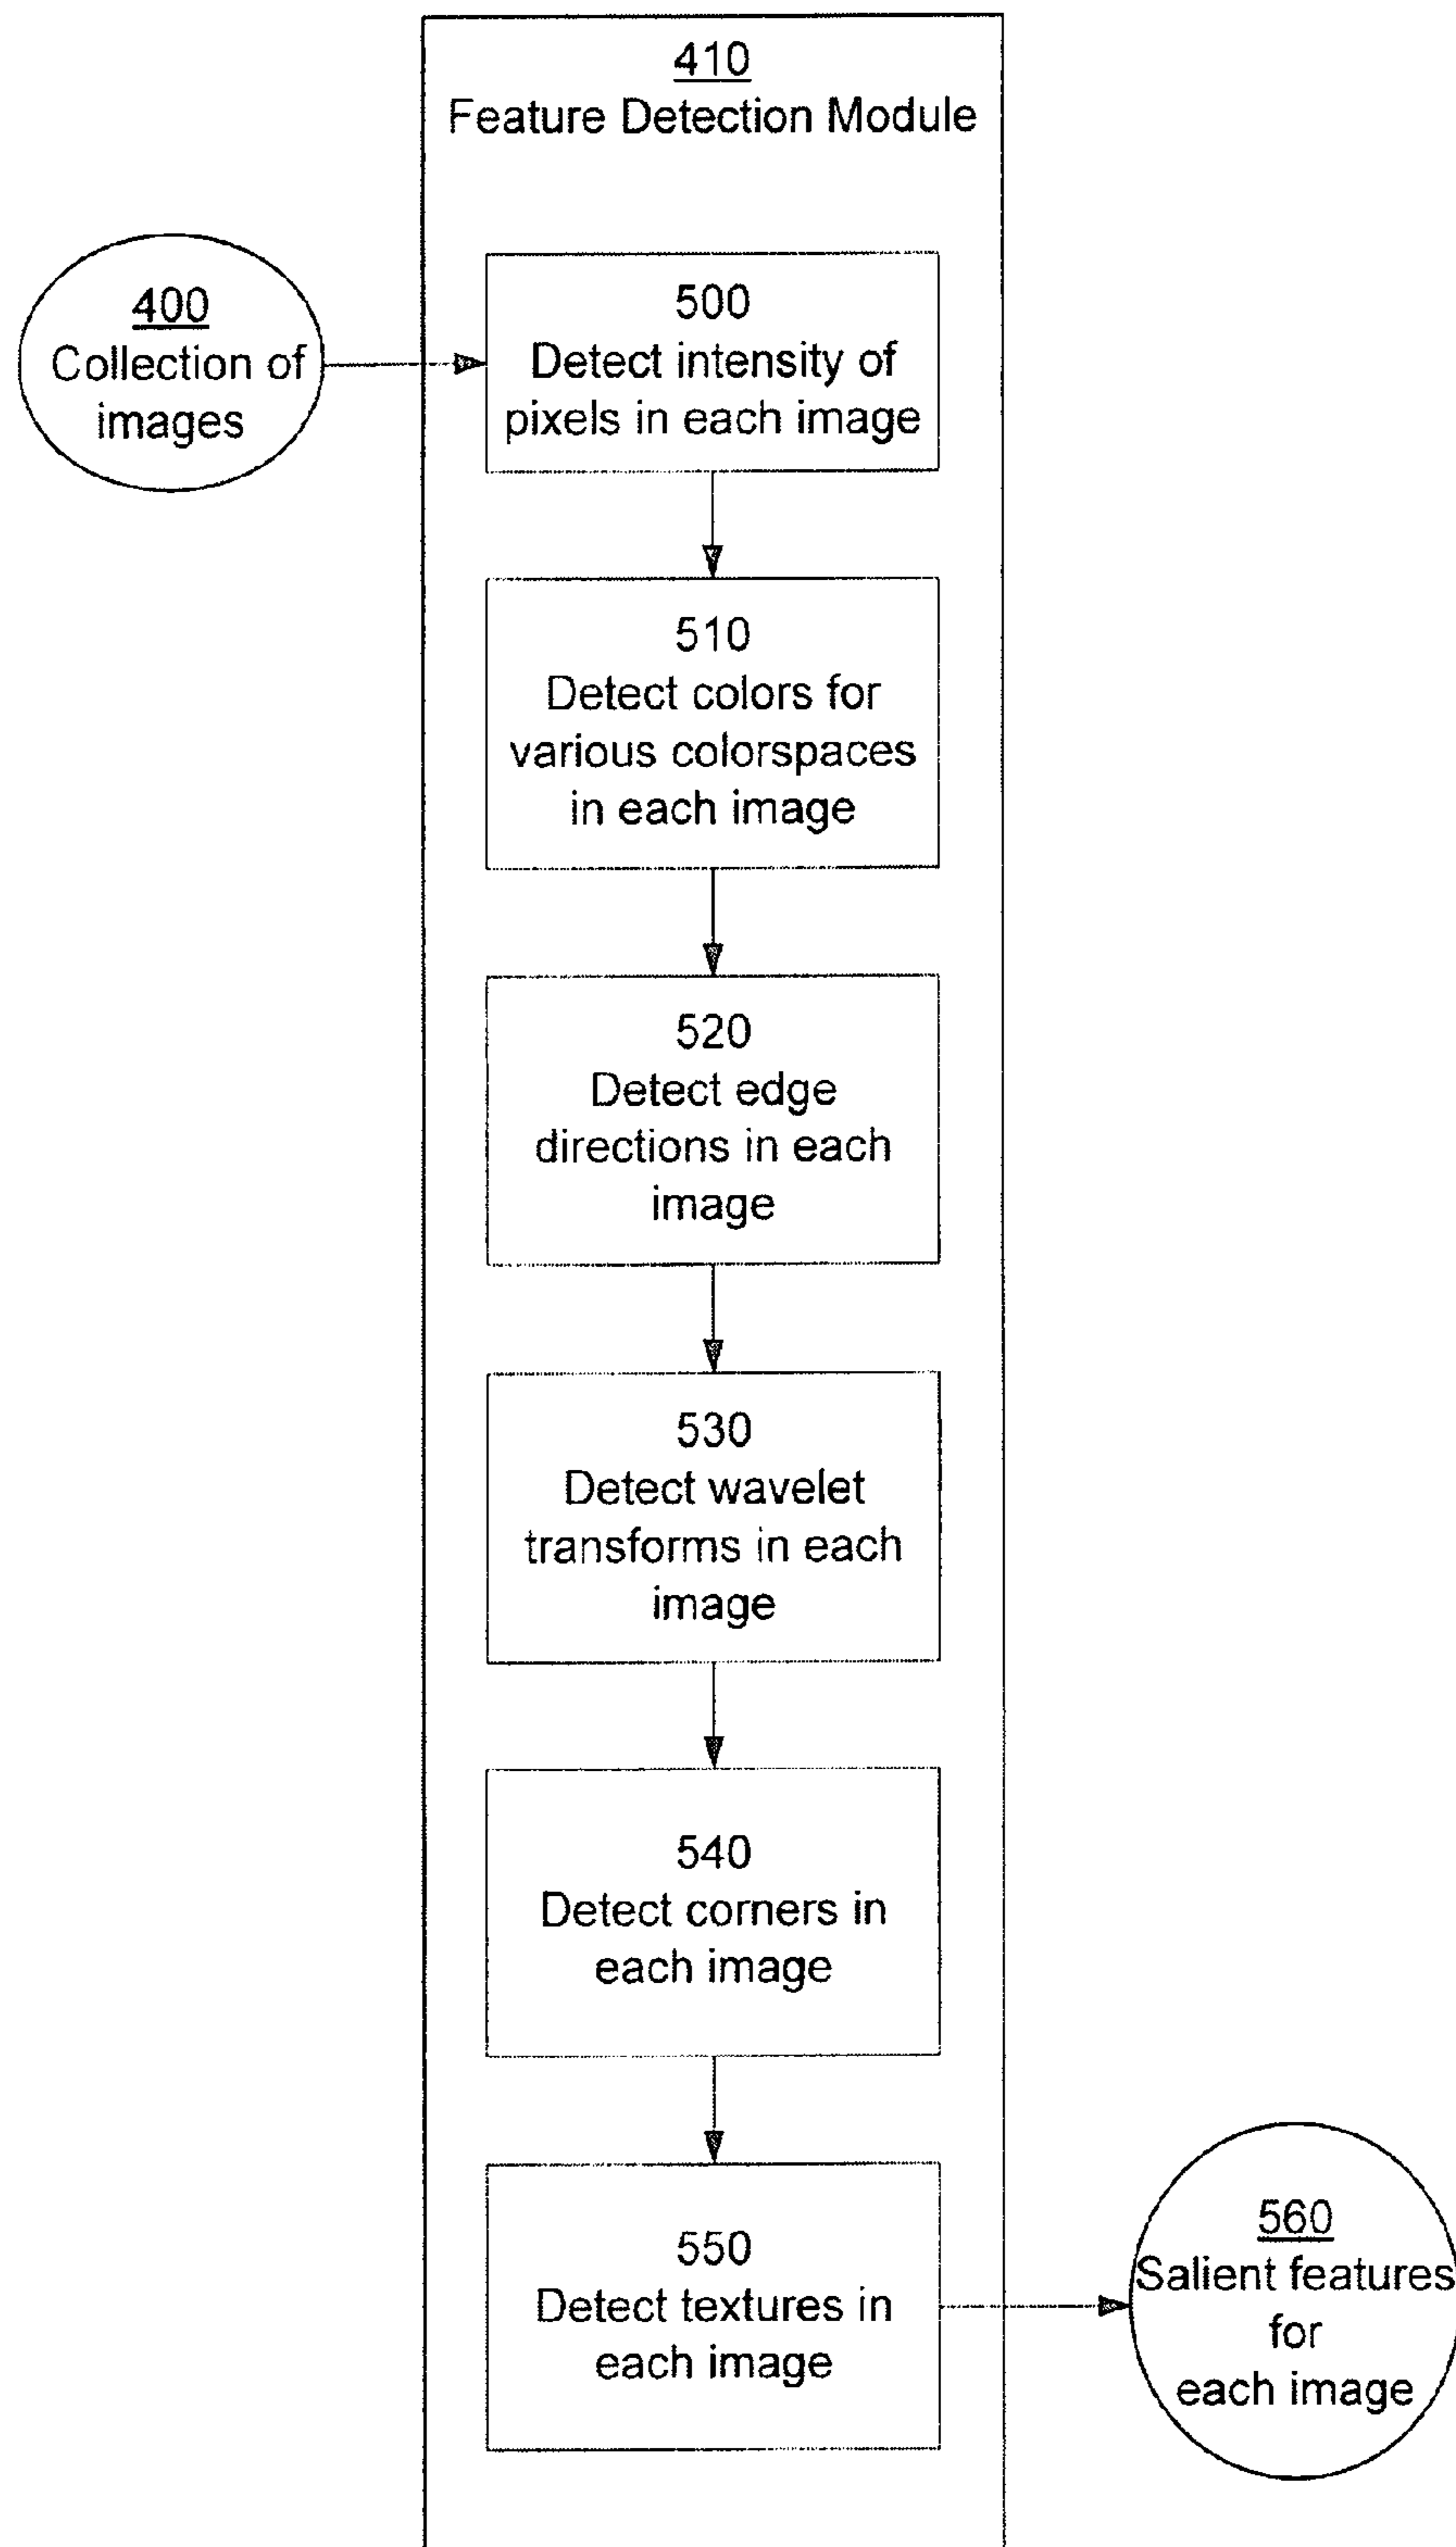 410
Feature Detection Module
400
Collection of
images
500
Detect intensity of
pixels in each image
510
Detect colors for
various colorspaces
in each image
520
Detect edge
directions in each
image
530
Detect wavelet
transforms in each
image
540
Detect corners in
each image
550
Detect textures in
each image
560
Salient features
for
each image